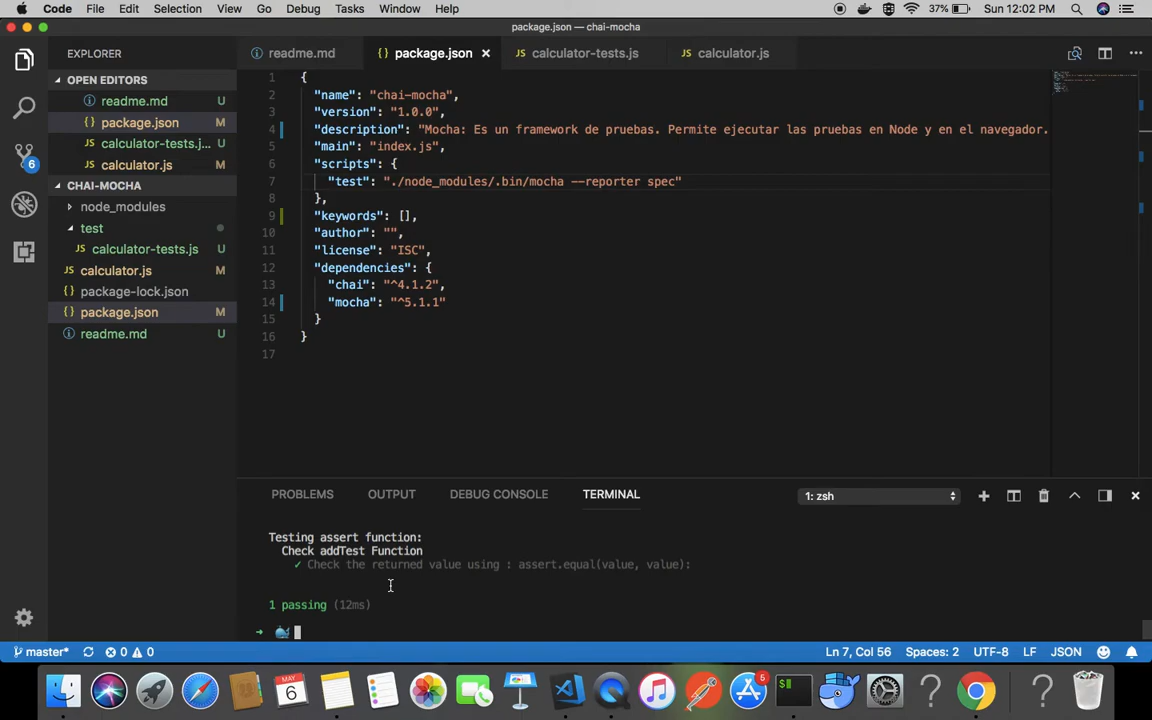 Code File Edit Selection View Go Debug Tasks Window Help 37% Sun 12:02 PM
package.json — chai-mocha
EXPLORER
readme.md package.json calculator-tests.js calculator.js
OPEN EDITORS
readme.md U
package.json M
calculator-tests.j... U
calculator.js M
6
CHAI-MOCHA
node_modules
test
calculator-tests.js U
calculator.js M
package-lock.json
package.json M
readme.md U
1 {
2 "name": "chai-mocha",
3 "version": "1.0.0",
4 "description": "Mocha: Es un framework de pruebas. Permite ejecutar las pruebas en Node y en el navegador.
5 "main": "index.js",
6 "scripts": {
7 "test": "./node_modules/.bin/mocha --reporter spec"
8 },
9 "keywords": [],
10 "author": "",
11 "license": "ISC",
12 "dependencies": {
13 "chai": "^4.1.2",
14 "mocha": "^5.1.1"
15 }
16 }
17
PROBLEMS OUTPUT DEBUG CONSOLE TERMINAL 1: zsh
Testing assert function:
Check addTest Function
✓ Check the returned value using : assert.equal(value, value):
1 passing (12ms)
master* 0 0 Ln 7, Col 56 Spaces: 2 UTF-8 LF JSON
MAY
6
5
$